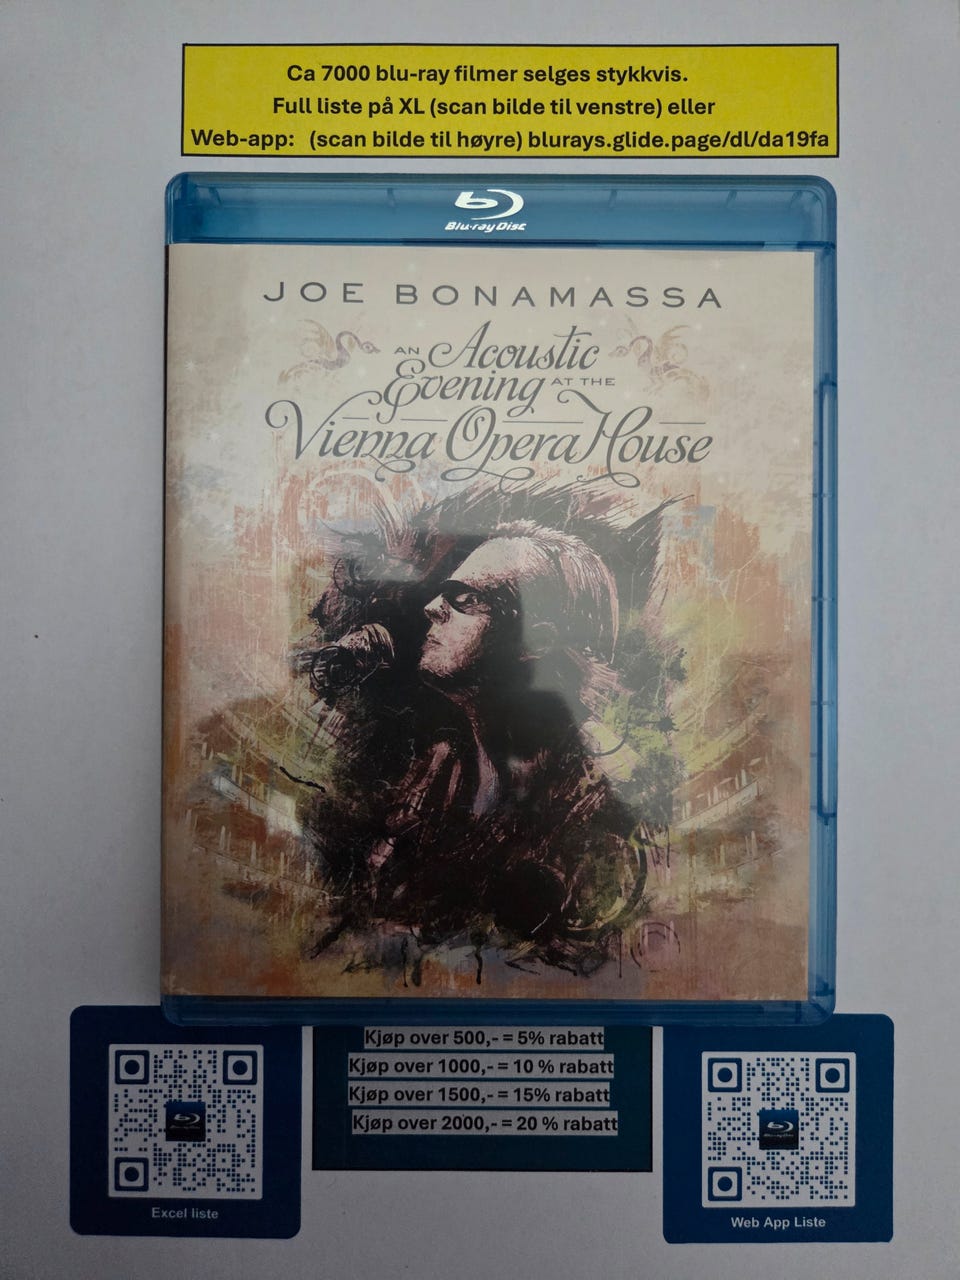 Ca 7000 blu-ray filmer selges stykkvis.
Full liste på XL (scan bilde til venstre) eller
Web-app: (scan bilde til høyre) blurays.glide.page/dl/da19fa
Blu-ray Disc
JOE BONAMASSA
AN Acoustic
Evening AT THE
Vienna Opera House
Kjøp over 500,- = 5% rabatt
Kjøp over 1000,- = 10 % rabatt
Kjøp over 1500,- = 15% rabatt
Kjøp over 2000,- = 20 % rabatt
Excel liste
Web App Liste